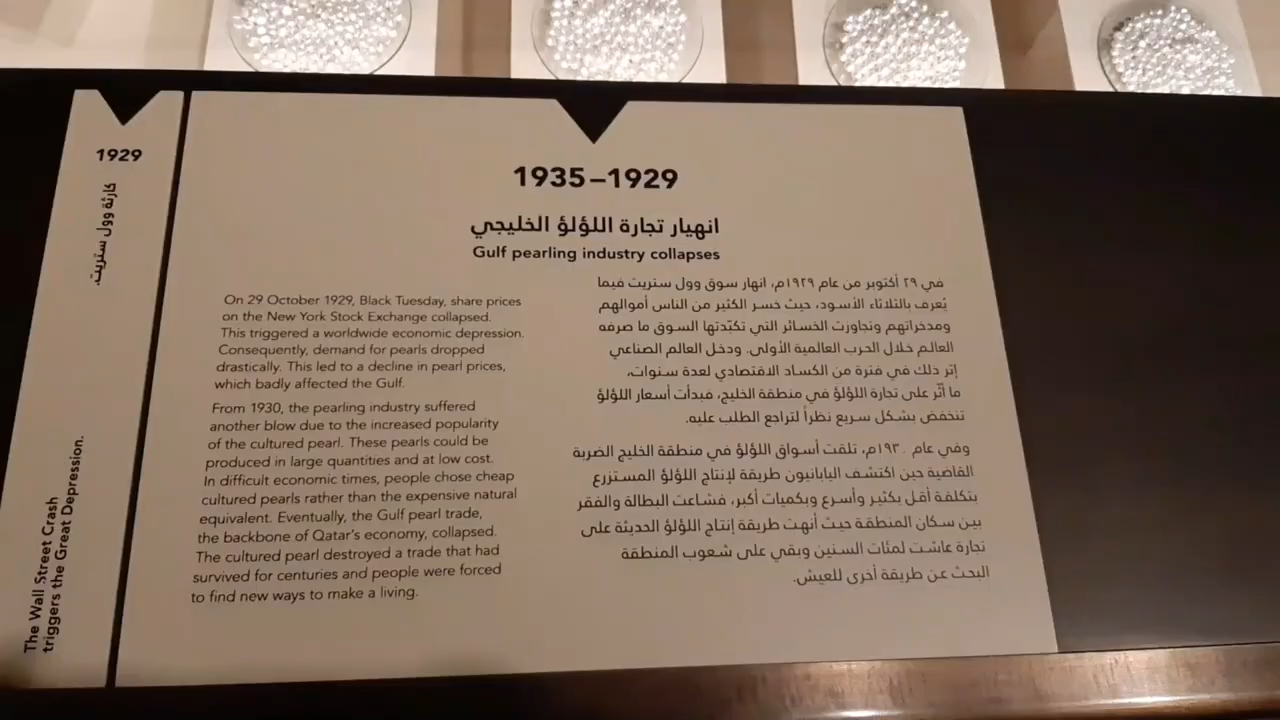 1929
كارثة وول ستريت.
The Wall Street Crash
triggers the Great Depression.
1935–1929
انهيار تجارة اللؤلؤ الخليجي
Gulf pearling industry collapses
On 29 October 1929, Black Tuesday, share prices
on the New York Stock Exchange collapsed.
This triggered a worldwide economic depression.
Consequently, demand for pearls dropped
drastically. This led to a decline in pearl prices,
which badly affected the Gulf.
From 1930, the pearling industry suffered
another blow due to the increased popularity
of the cultured pearl. These pearls could be
produced in large quantities and at low cost.
In difficult economic times, people chose cheap
cultured pearls rather than the expensive natural
equivalent. Eventually, the Gulf pearl trade,
the backbone of Qatar's economy, collapsed.
The cultured pearl destroyed a trade that had
survived for centuries and people were forced
to find new ways to make a living.
في ٢٩ أكتوبر من عام ١٩٢٩م، انهار سوق وول ستريت فيما
يُعرف بالثلاثاء الأسود، حيث خسر الكثير من الناس أموالهم
ومدخراتهم وتجاوزت الخسائر التي تكبّدتها السوق ما صرفه
العالم خلال الحرب العالمية الأولى. ودخل العالم الصناعي
إثر ذلك في فترة من الكساد الاقتصادي لعدة سنوات،
ما أثّر على تجارة اللؤلؤ في منطقة الخليج، فبدأت أسعار اللؤلؤ
تنخفض بشكل سريع نظراً لتراجع الطلب عليه.
وفي عام ١٩٣٠م، تلقت أسواق اللؤلؤ في منطقة الخليج الضربة
القاضية حين اكتشف اليابانيون طريقة لإنتاج اللؤلؤ المستزرع
بتكلفة أقل بكثير وأسرع وبكميات أكبر، فشاعت البطالة والفقر
بين سكان المنطقة حيث أنهت طريقة إنتاج اللؤلؤ الحديثة على
تجارة عاشت لمئات السنين وبقي على شعوب المنطقة
البحث عن طريقة أخرى للعيش.